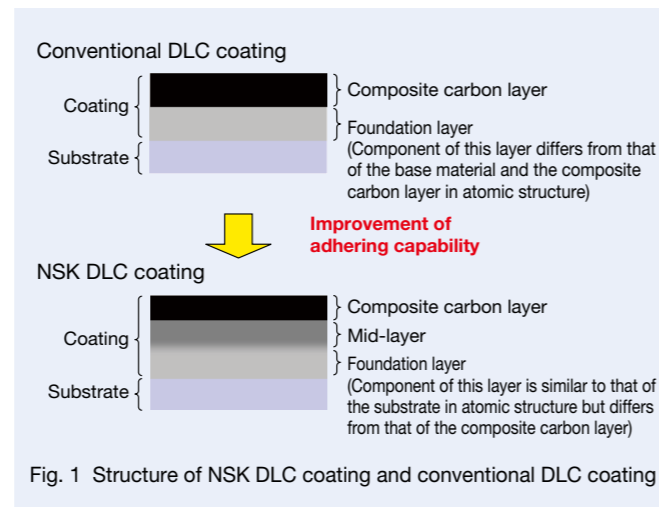 Conventional DLC coating
Coating
Substrate
Composite carbon layer
Foundation layer
(Component of this layer differs from that
of the base material and the composite
carbon layer in atomic structure)
Improvement of
adhering capability
NSK DLC coating
Coating
Substrate
Composite carbon layer
Mid-layer
Foundation layer
(Component of this layer is similar to that of
the substrate in atomic structure but differs
from that of the composite carbon layer)
Fig. 1 Structure of NSK DLC coating and conventional DLC coating